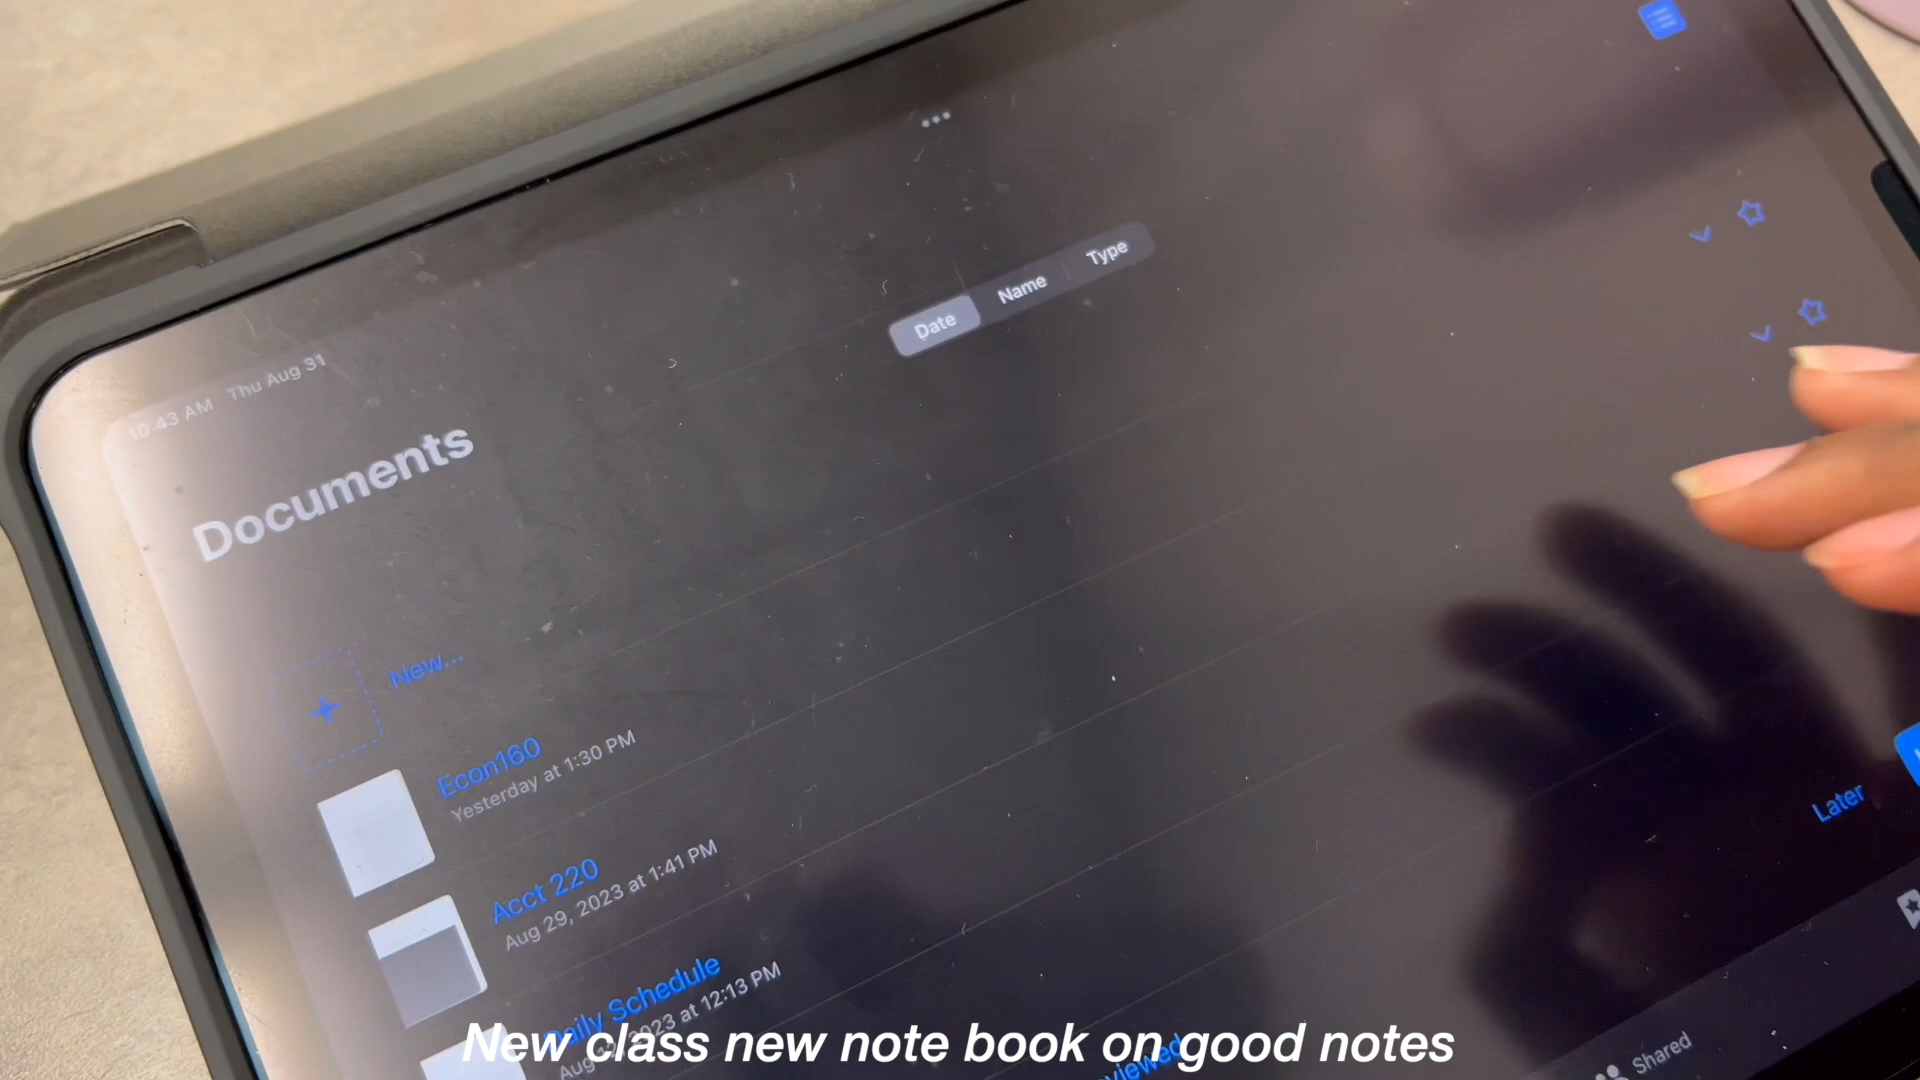 10:43 AM Thu Aug 31
Documents
Date Name Type
New...
Econ160
Yesterday at 1:30 PM
Acct 220
Aug 29, 2023 at 1:41 PM
Daily Schedule
2023 at 12:13 PM
Later
Shared
New class new note book on good notes